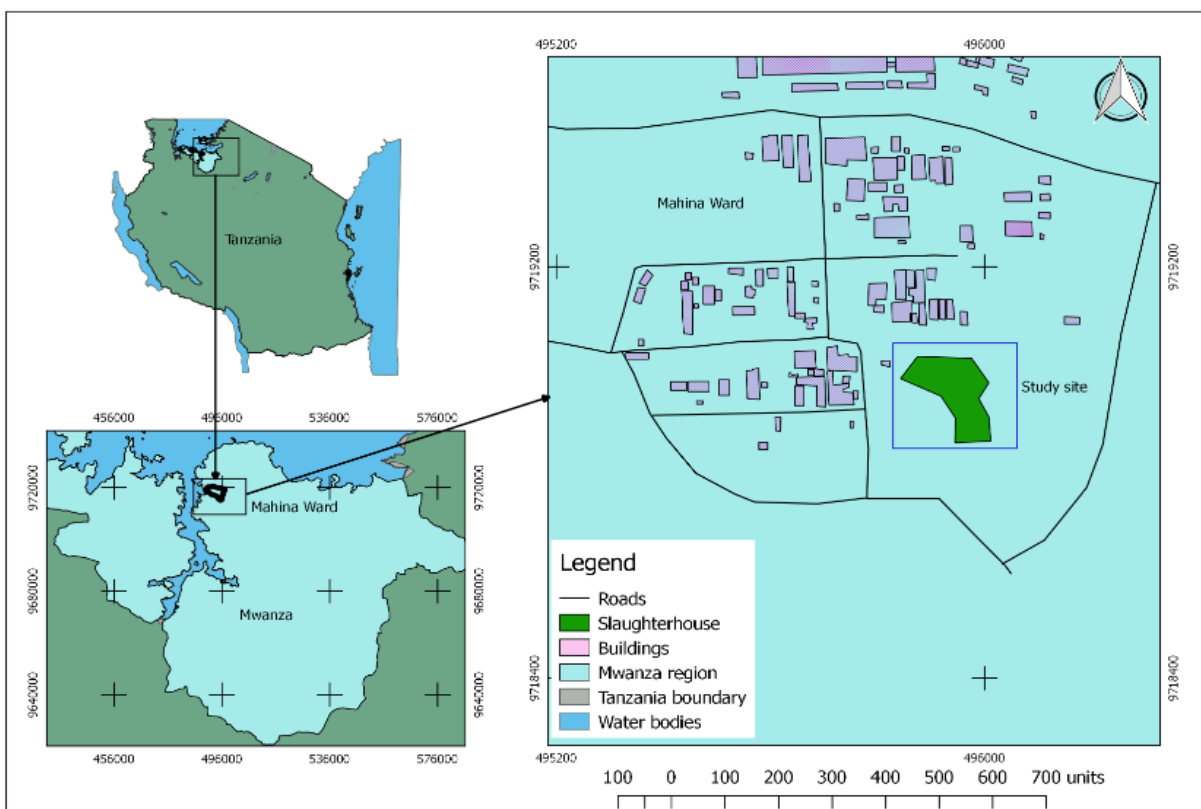 495200
496000
Mahina Ward
Tanzania
9719200
9719200
Study site
456000
496000
536000
576000
9720000
9720000
Mahina Ward
9680000
9680000
Mwanza
9640000
9640000
456000
496000
536000
576000
Legend
Roads
Slaughterhouse
Buildings
Mwanza region
Tanzania boundary
Water bodies
9718400
9718400
495200
496000
100 0 100 200 300 400 500 600 700 units